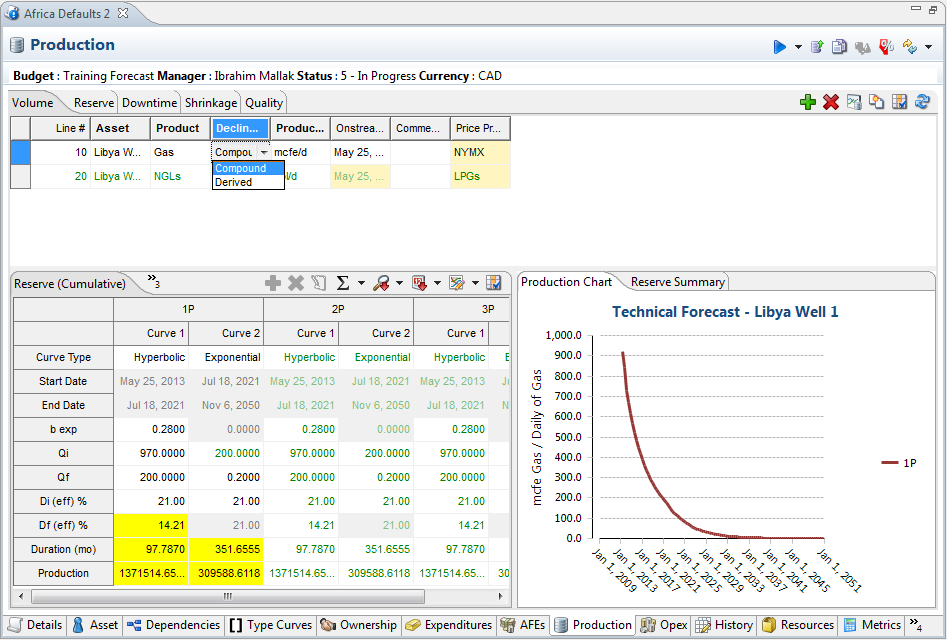 Africa Defaults 2
Production
Budget : Training Forecast Manager : Ibrahim Mallak Status : 5 - In Progress Currency : CAD
Volume Reserve Downtime Shrinkage Quality
Line # Asset Product Declin... Produc... Onstrea... Comme... Price Pr...
10 Libya W... Gas Compou mcfe/d May 25, ... NYMX
Compound
20 Libya W... NGLs l/d May 25, ... LPGs
Derived
Reserve (Cumulative) »3
1P 2P 3P
Curve 1 Curve 2 Curve 1 Curve 2 Curve 1
Curve Type Hyperbolic Exponential Hyperbolic Exponential Hyperbolic E
Start Date May 25, 2013 Jul 18, 2021 May 25, 2013 Jul 18, 2021 May 25, 2013 Ju
End Date Jul 18, 2021 Nov 6, 2050 Jul 18, 2021 Nov 6, 2050 Jul 18, 2021 N
b exp 0.2800 0.0000 0.2800 0.0000 0.2800
Qi 970.0000 200.0000 970.0000 200.0000 970.0000
Qf 200.0000 0.2000 200.0000 0.2000 200.0000
Di (eff) % 21.00 21.00 21.00 21.00 21.00
Df (eff) % 14.21 21.00 14.21 21.00 14.21
Duration (mo) 97.7870 351.6555 97.7870 351.6555 97.7870
Production 1371514.65... 309588.6118 1371514.65... 309588.6118 1371514.65... 30
Production Chart Reserve Summary
Technical Forecast - Libya Well 1
mcfe Gas / Daily of Gas
1,000.0
900.0
800.0
700.0
600.0
500.0
400.0
300.0
200.0
100.0
0.0
Jan 1, 2009
Jan 1, 2013
Jan 1, 2017
Jan 1, 2021
Jan 1, 2025
Jan 1, 2029
Jan 1, 2033
Jan 1, 2037
Jan 1, 2041
Jan 1, 2045
Jan 1, 2051
1P
Details Asset Dependencies Type Curves Ownership Expenditures AFEs Production Opex History Resources Metrics »4